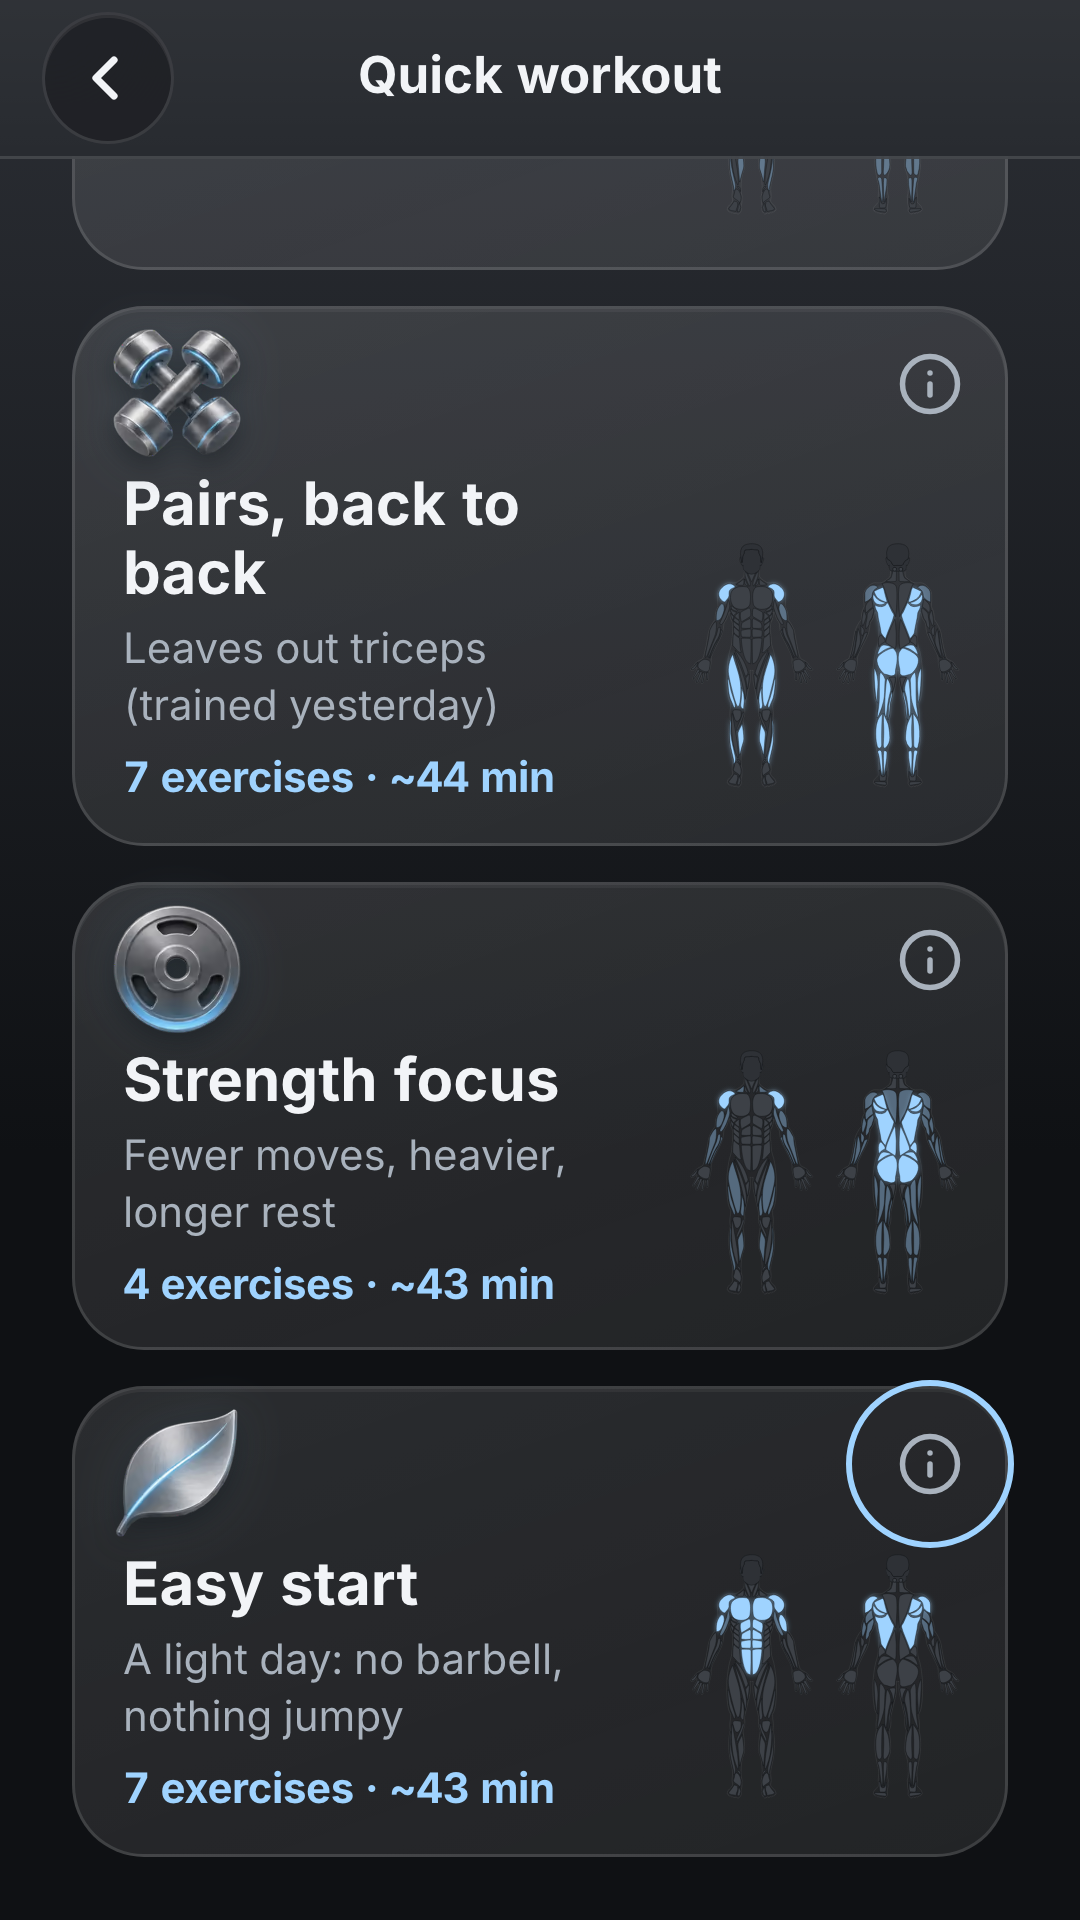 Quick workout
Pairs, back to
back
Leaves out triceps
(trained yesterday)
7 exercises · ~44 min
Strength focus
Fewer moves, heavier,
longer rest
4 exercises · ~43 min
Easy start
A light day: no barbell,
nothing jumpy
7 exercises · ~43 min